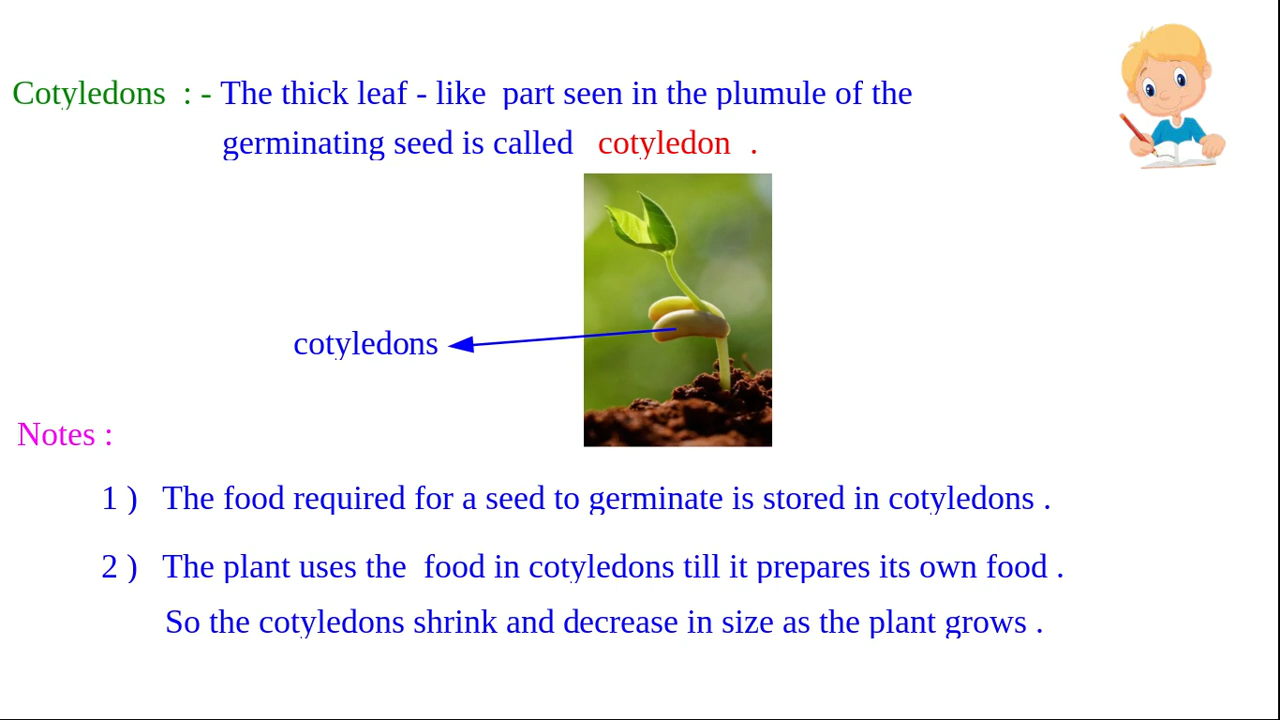 Cotyledons : - The thick leaf - like part seen in the plumule of the
germinating seed is called cotyledon .
cotyledons
Notes :
1 ) The food required for a seed to germinate is stored in cotyledons .
2 ) The plant uses the food in cotyledons till it prepares its own food .
So the cotyledons shrink and decrease in size as the plant grows .